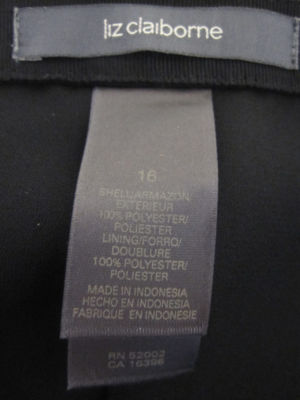 liz claiborne
16
SHELL/ARMAZON/
EXTERIEUR
100% POLYESTER/
POLIESTER
LINING/FORRO/
DOUBLURE
100% POLYESTER/
POLIESTER
MADE IN INDONESIA
HECHO EN INDONESIA
FABRIQUE EN INDONESIE
RN 52002
CA 16396